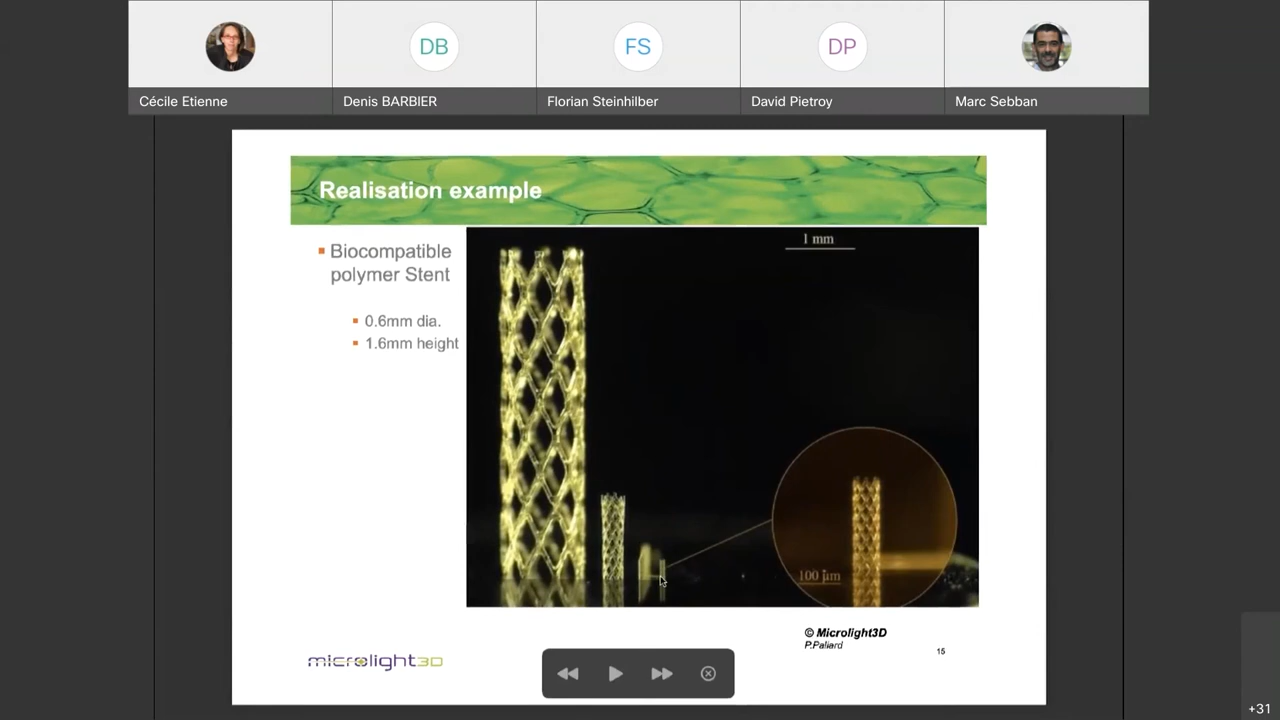 DB
FS
DP
Cécile Etienne
Denis BARBIER
Florian Steinhilber
David Pietroy
Marc Sebban
Realisation example
Biocompatible
polymer Stent
0.6mm dia.
1.6mm height
1 mm
100 µm
© Microlight3D
P.Paliard
15
microlight3D
+31